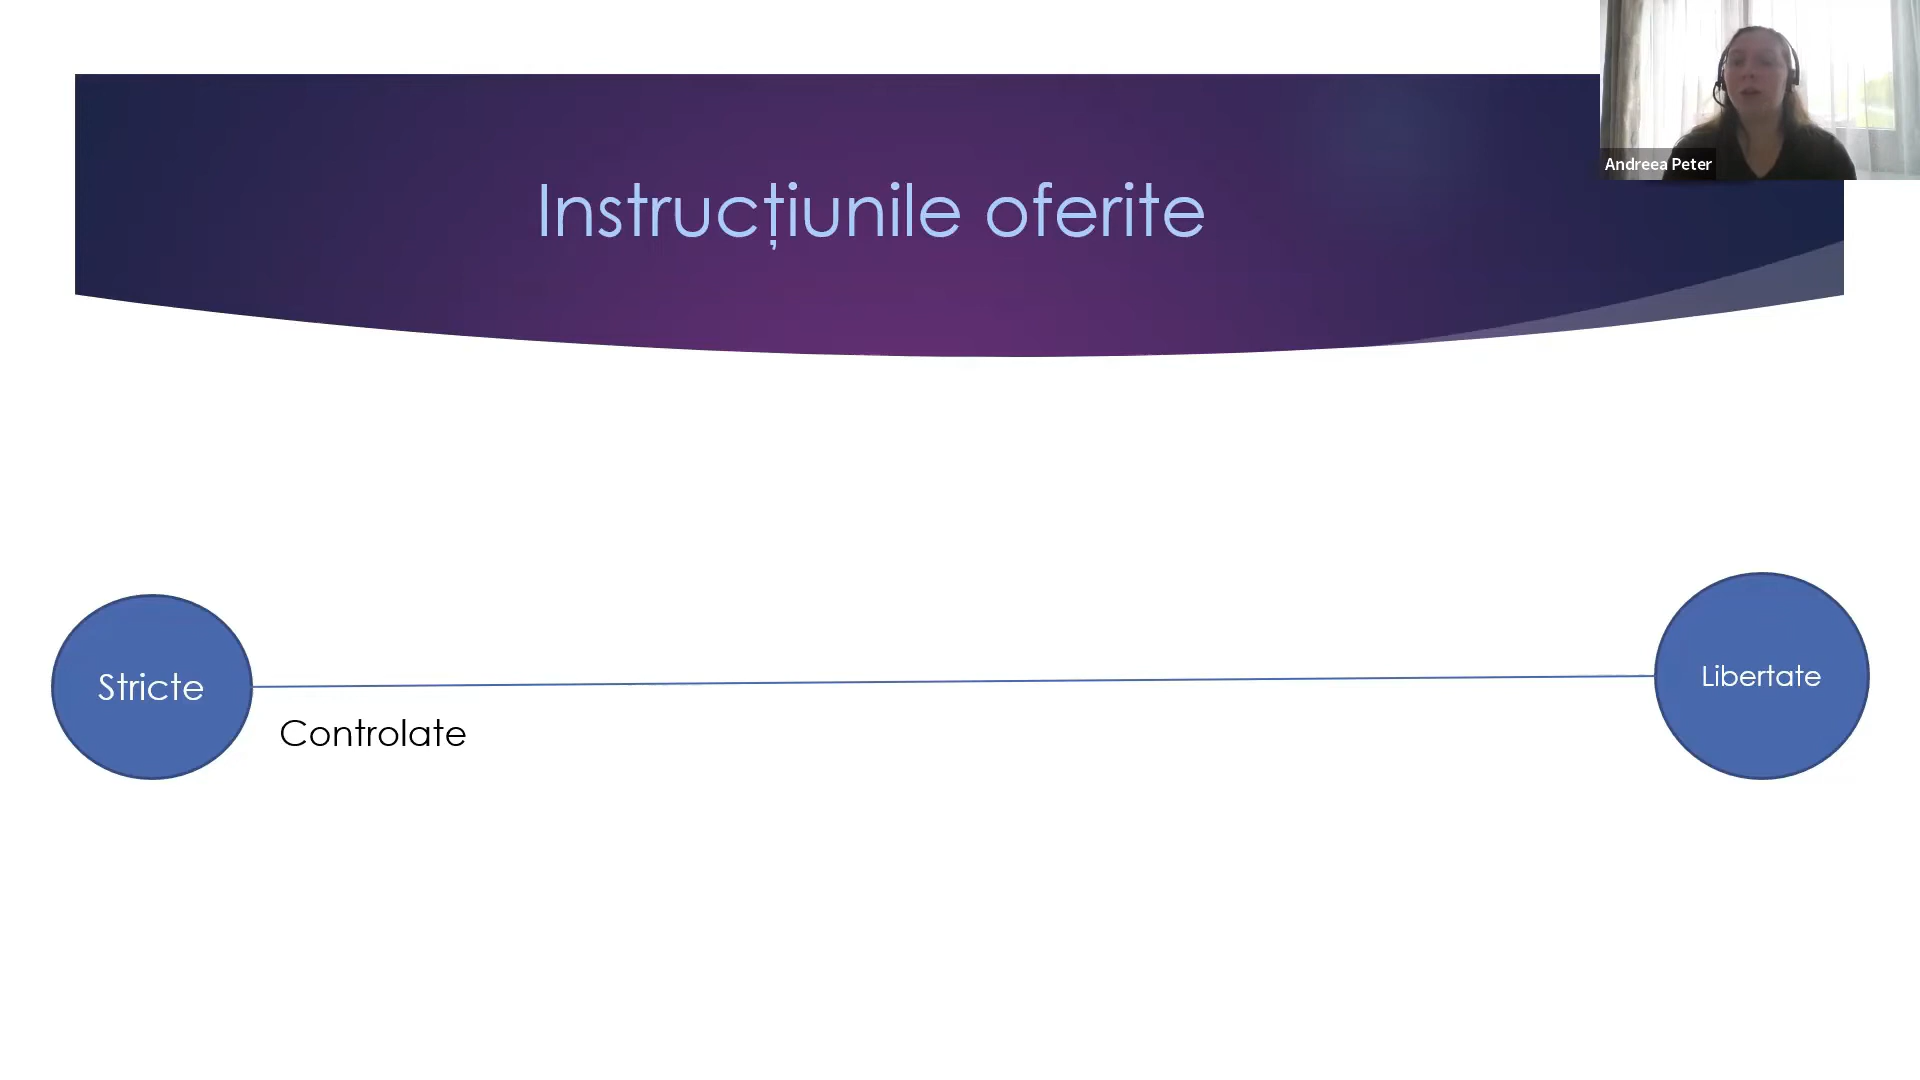 Andreea Peter
Instrucțiunile oferite
Stricte
Libertate
Controlate